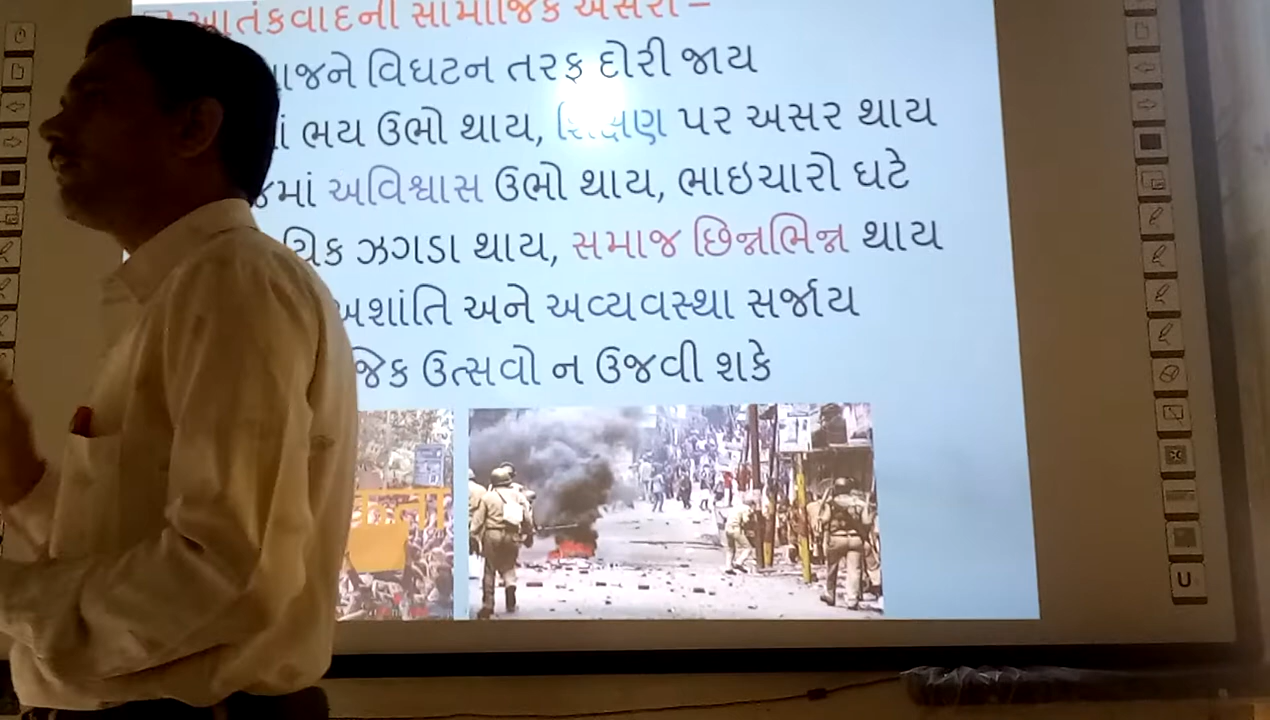 આતંકવાદની સામાજિક અસરો –
વિઘટન તરફ દોરી જાય
ભય ઉભો થાય, શિક્ષણ પર અસર થાય
અવિશ્વાસ ઉભો થાય, ભાઇચારો ઘટે
ઝગડા થાય, સમાજ છિન્નભિન્ન થાય
અશાંતિ અને અવ્યવસ્થા સર્જાય
ઉત્સવો ન ઉજવી શકે